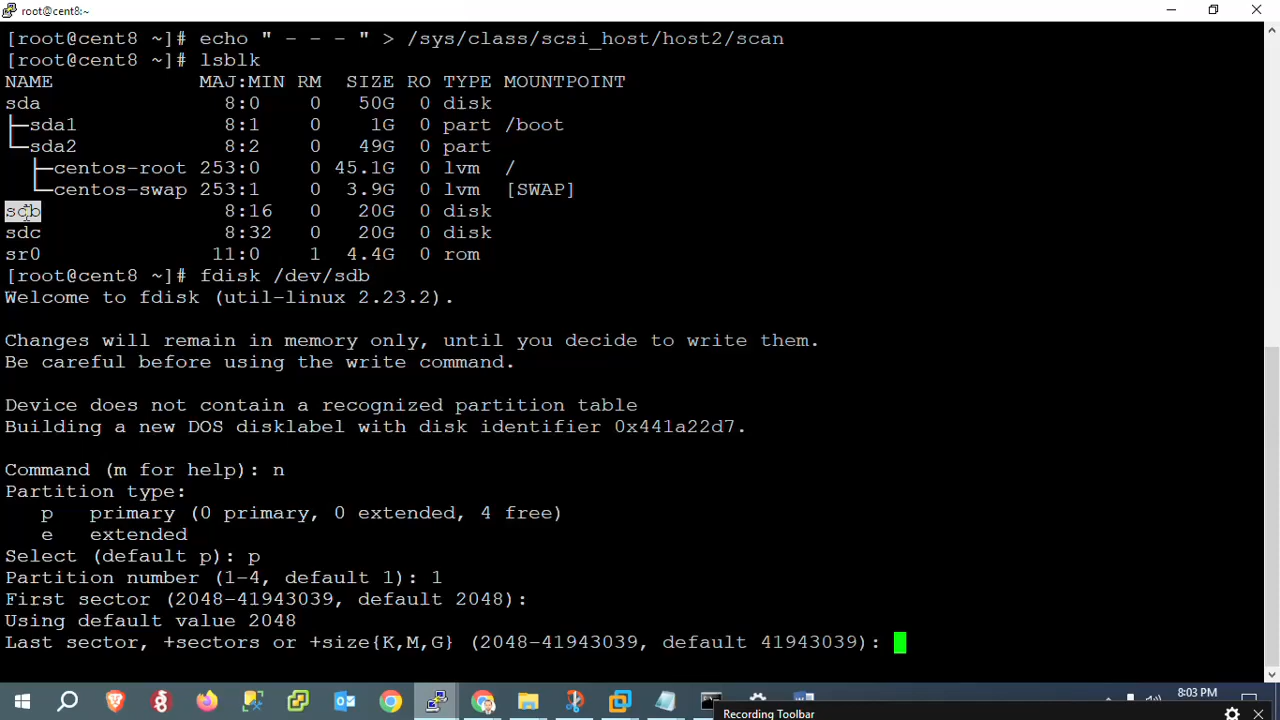 root@cent8:~
[root@cent8 ~]# echo " - - - " > /sys/class/scsi_host/host2/scan
[root@cent8 ~]# lsblk
NAME MAJ:MIN RM SIZE RO TYPE MOUNTPOINT
sda 8:0 0 50G 0 disk
├─sda1 8:1 0 1G 0 part /boot
└─sda2 8:2 0 49G 0 part
├─centos-root 253:0 0 45.1G 0 lvm /
└─centos-swap 253:1 0 3.9G 0 lvm [SWAP]
sdb 8:16 0 20G 0 disk
sdc 8:32 0 20G 0 disk
sr0 11:0 1 4.4G 0 rom
[root@cent8 ~]# fdisk /dev/sdb
Welcome to fdisk (util-linux 2.23.2).
Changes will remain in memory only, until you decide to write them.
Be careful before using the write command.
Device does not contain a recognized partition table
Building a new DOS disklabel with disk identifier 0x441a22d7.
Command (m for help): n
Partition type:
p primary (0 primary, 0 extended, 4 free)
e extended
Select (default p): p
Partition number (1-4, default 1): 1
First sector (2048-41943039, default 2048):
Using default value 2048
Last sector, +sectors or +size{K,M,G} (2048-41943039, default 41943039):
8:03 PM
Recording Toolbar